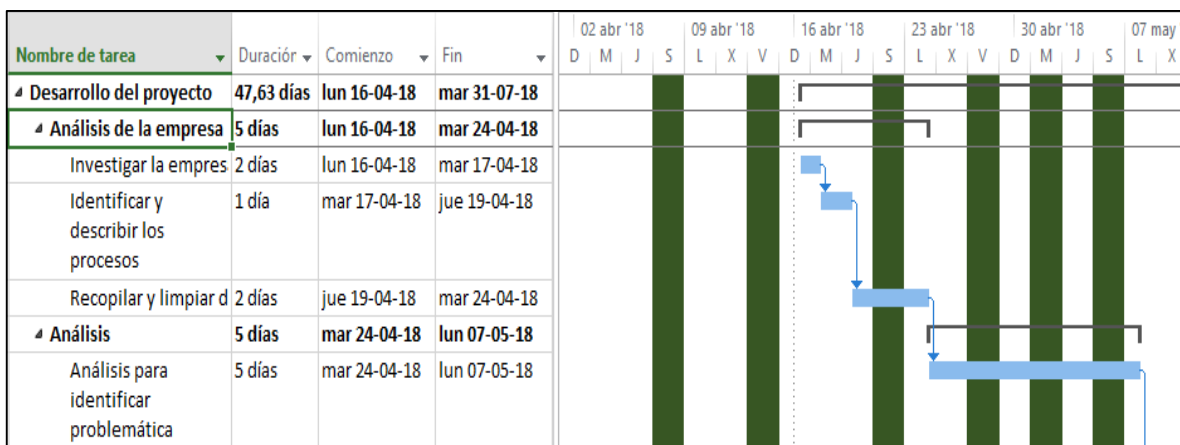 02 abr '18 09 abr '18 16 abr '18 23 abr '18 30 abr '18 07 may
Nombre de tarea Duración Comienzo Fin D M J S L X V D M J S L X V D M J S L X
Desarrollo del proyecto 47,63 días lun 16-04-18 mar 31-07-18
Análisis de la empresa 5 días lun 16-04-18 mar 24-04-18
Investigar la empres 2 días lun 16-04-18 mar 17-04-18
Identificar y 1 día mar 17-04-18 jue 19-04-18
describir los
procesos
Recopilar y limpiar d 2 días jue 19-04-18 mar 24-04-18
Análisis 5 días mar 24-04-18 lun 07-05-18
Análisis para 5 días mar 24-04-18 lun 07-05-18
identificar
problemática